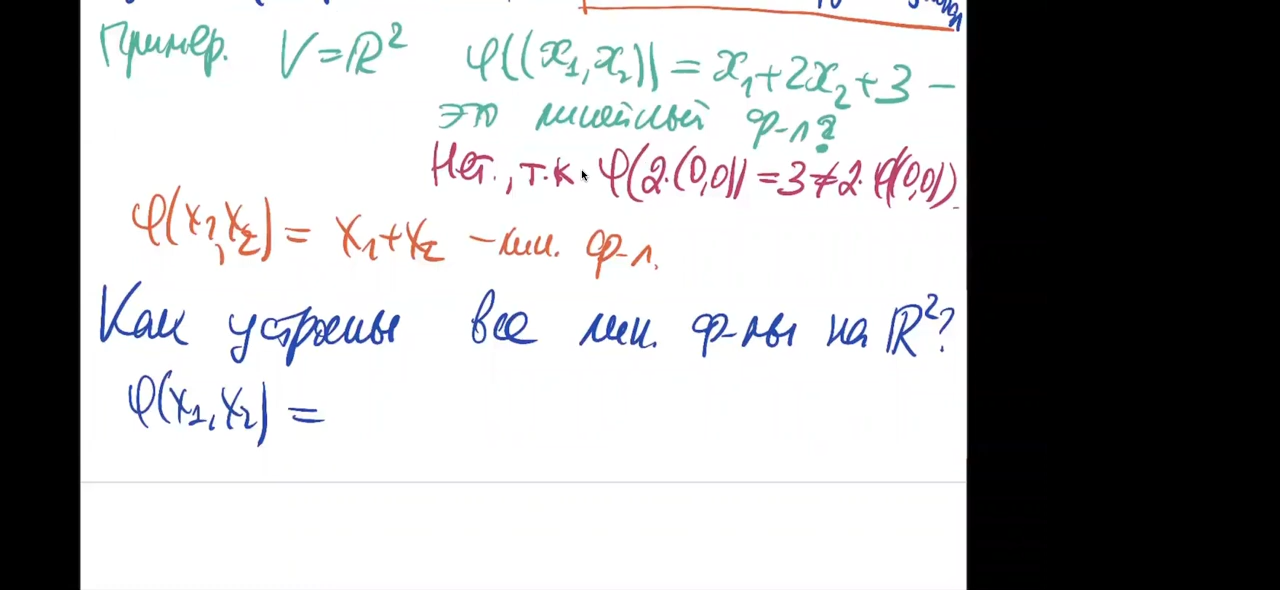 Пример. V=ℝ² φ((x₁,x₂)) = x₁+2x₂+3 –
это линейный ф-л?
Нет., т.к. φ(2·(0,0)) = 3 ≠ 2·φ((0,0)).
φ(x₁,x₂) = x₁+x₂ – лин. ф-л.
Как устроены все лин. ф-лы на ℝ²?
φ(x₁,x₂) =